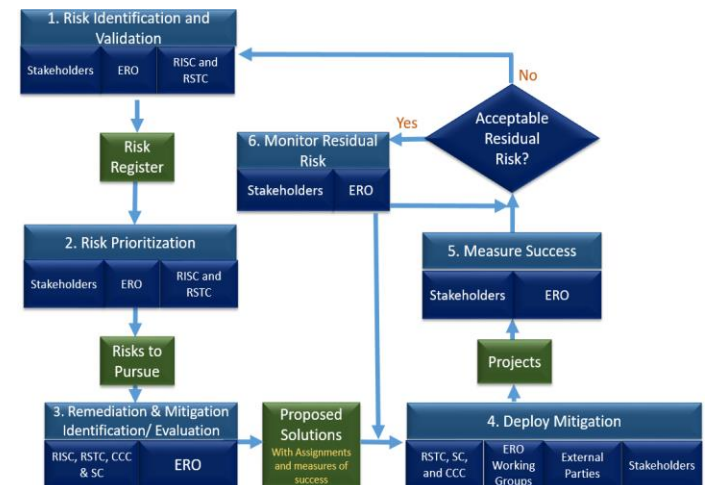 1. Risk Identification and
Validation
Stakeholders
ERO
RISC and
RSTC
Risk
Register
2. Risk Prioritization
Stakeholders
ERO
RISC and
RSTC
Risks to
Pursue
3. Remediation & Mitigation
Identification/ Evaluation
RISC, RSTC, CCC
& SC
ERO
Proposed
Solutions
With Assignments
and measures of
success
4. Deploy Mitigation
RSTC, SC,
and CCC
ERO
Working
Groups
External
Parties
Stakeholders
Projects
5. Measure Success
Stakeholders
ERO
Acceptable
Residual
Risk?
No
Yes
6. Monitor Residual
Risk
Stakeholders
ERO